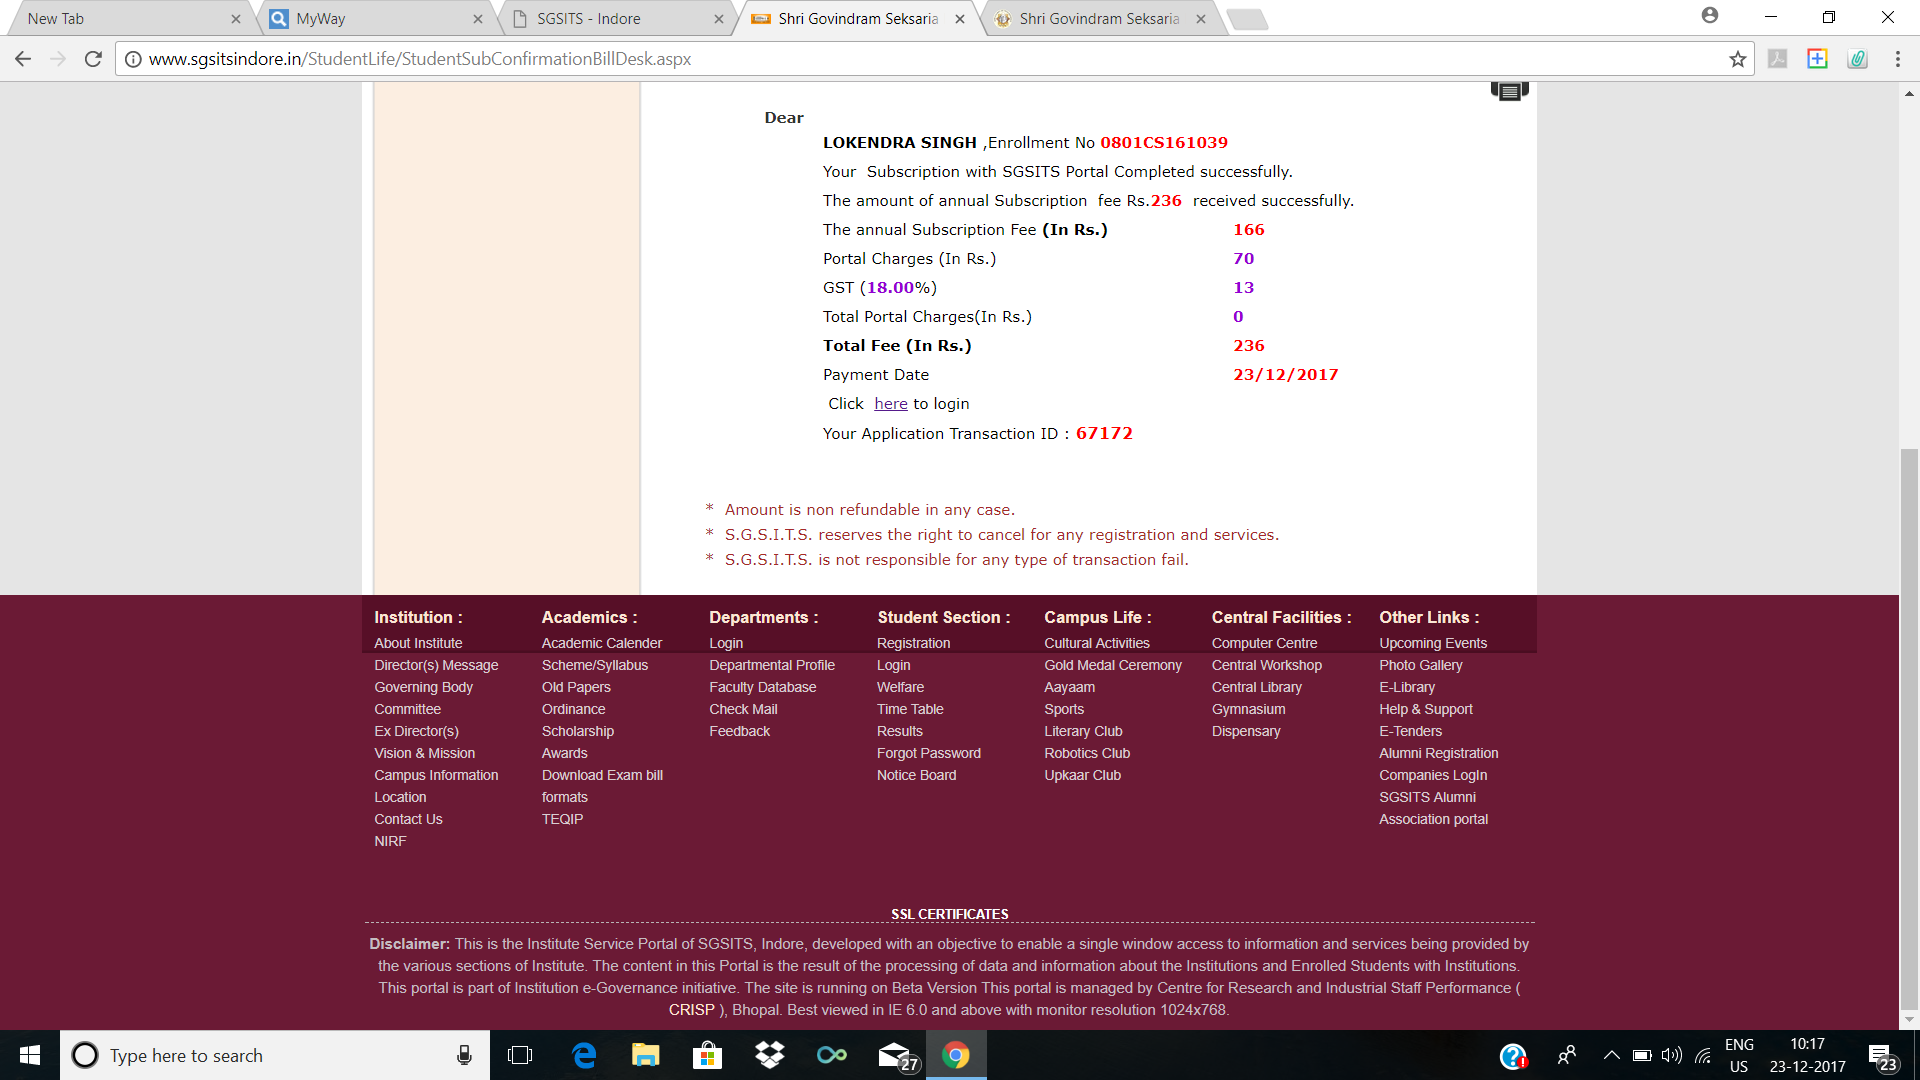 New Tab
MyWay
SGSITS - Indore
Shri Govindram Seksaria
Shri Govindram Seksaria
www.sgsitsindore.in/StudentLife/StudentSubConfirmationBillDesk.aspx
Dear
LOKENDRA SINGH ,Enrollment No 0801CS161039
Your Subscription with SGSITS Portal Completed successfully.
The amount of annual Subscription fee Rs.236 received successfully.
The annual Subscription Fee (In Rs.) 166
Portal Charges (In Rs.) 70
GST (18.00%) 13
Total Portal Charges(In Rs.) 0
Total Fee (In Rs.) 236
Payment Date 23/12/2017
Click here to login
Your Application Transaction ID : 67172
* Amount is non refundable in any case.
* S.G.S.I.T.S. reserves the right to cancel for any registration and services.
* S.G.S.I.T.S. is not responsible for any type of transaction fail.
Institution :
About Institute
Director(s) Message
Governing Body
Committee
Ex Director(s)
Vision & Mission
Campus Information
Location
Contact Us
NIRF
Academics :
Academic Calender
Scheme/Syllabus
Old Papers
Ordinance
Scholarship
Awards
Download Exam bill
formats
TEQIP
Departments :
Login
Departmental Profile
Faculty Database
Check Mail
Feedback
Student Section :
Registration
Login
Welfare
Time Table
Results
Forgot Password
Notice Board
Campus Life :
Cultural Activities
Gold Medal Ceremony
Aayaam
Sports
Literary Club
Robotics Club
Upkaar Club
Central Facilities :
Computer Centre
Central Workshop
Central Library
Gymnasium
Dispensary
Other Links :
Upcoming Events
Photo Gallery
E-Library
Help & Support
E-Tenders
Alumni Registration
Companies LogIn
SGSITS Alumni
Association portal
SSL CERTIFICATES
Disclaimer: This is the Institute Service Portal of SGSITS, Indore, developed with an objective to enable a single window access to information and services being provided by
the various sections of Institute. The content in this Portal is the result of the processing of data and information about the Institutions and Enrolled Students with Institutions.
This portal is part of Institution e-Governance initiative. The site is running on Beta Version This portal is managed by Centre for Research and Industrial Staff Performance (
CRISP ), Bhopal. Best viewed in IE 6.0 and above with monitor resolution 1024x768.
Type here to search
27
ENG
US
10:17
23-12-2017
23